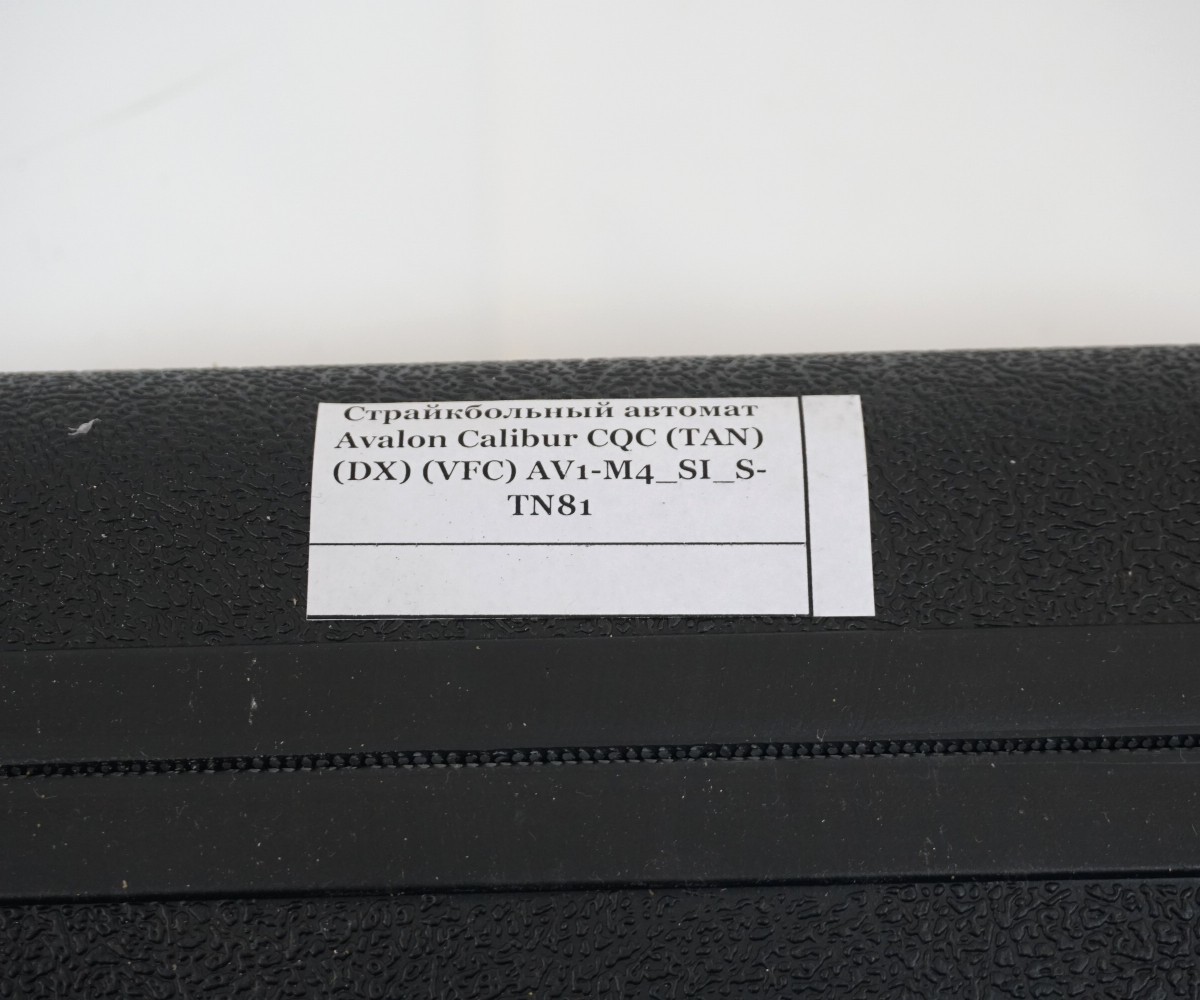 Страйкбольный автомат
Avalon Calibur CQC (TAN)
(DX) (VFC) AV1-M4_SI_S-
TN81